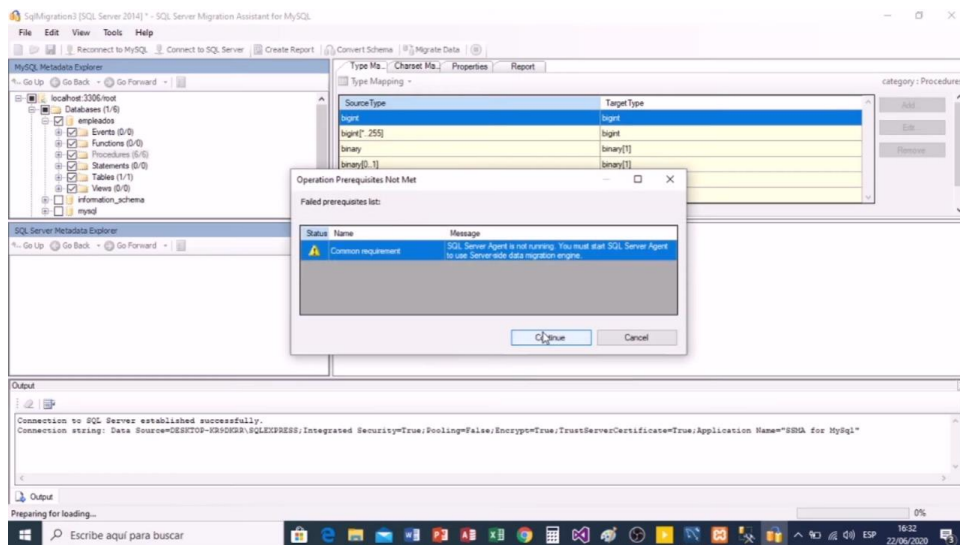 SqlMigration3 [SQL Server 2014] * - SQL Server Migration Assistant for MySQL
File Edit View Tools Help
Reconnect to MySQL Connect to SQL Server Create Report Convert Schema Migrate Data
MySQL Metadata Explorer
Go Up Go Back Go Forward
localhost:3306/root
Databases (1/6)
empleados
Events (0/0)
Functions (0/0)
Procedures (6/6)
Statements (0/0)
Tables (1/1)
Views (0/0)
information_schema
mysql
Type Ma... Charset Ma... Properties Report
Type Mapping
category : Procedures
Source Type Target Type
bigint bigint
bigint[*..255] bigint
binary binary[1]
binary[0..1] binary[1]
Add
Edit
Remove
Operation Prerequisites Not Met
Failed prerequisites list:
Status Name Message
Common requirement SQL Server Agent is not running. You must start SQL Server Agent
to use Server-side data migration engine.
Continue Cancel
SQL Server Metadata Explorer
Go Up Go Back Go Forward
Output
Connection to SQL Server established successfully.
Connection string: Data Source=DESKTOP-KR9DKRR\SQLEXPRESS;Integrated Security=True;Pooling=False;Encrypt=True;TrustServerCertificate=True;Application Name="SSMA for MySql"
Output
Preparing for loading...
0%
Escribe aquí para buscar
ESP
16:32
22/06/2020